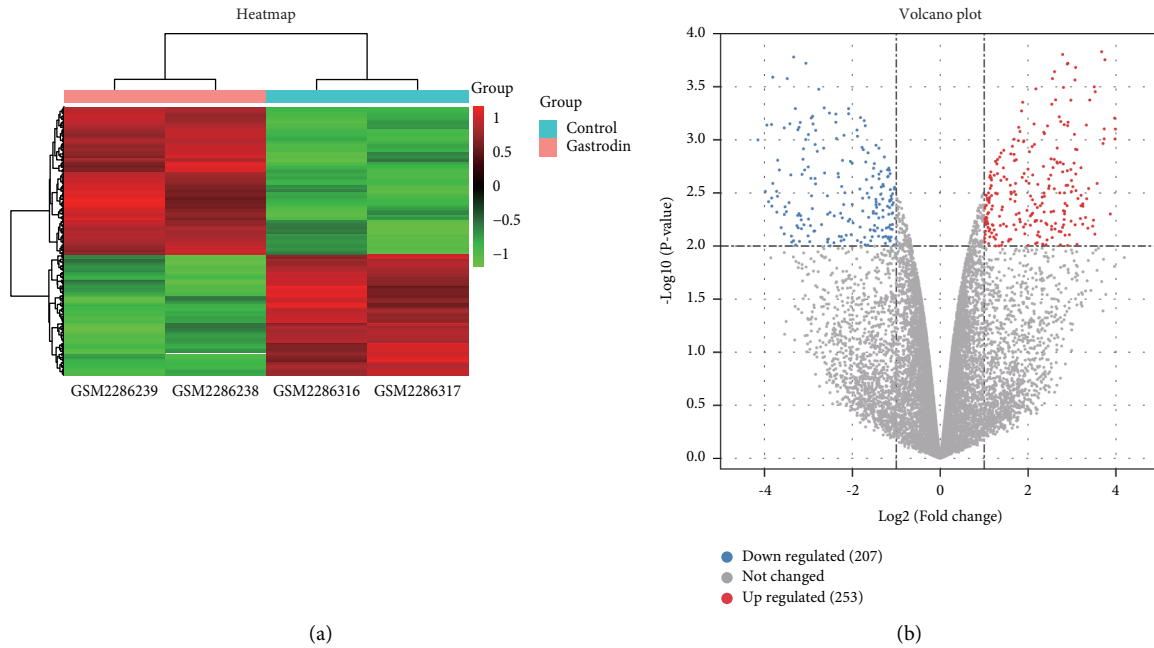 Heatmap
Group
1
0.5
0
−0.5
−1
Group
Control
Gastrodin
GSM2286239 GSM2286238 GSM2286316 GSM2286317
(a)
Volcano plot
4.0
3.5
3.0
2.5
2.0
1.5
1.0
0.5
0.0
-Log10 (P-value)
-4 -2 0 2 4
Log2 (Fold change)
Down regulated (207)
Not changed
Up regulated (253)
(b)